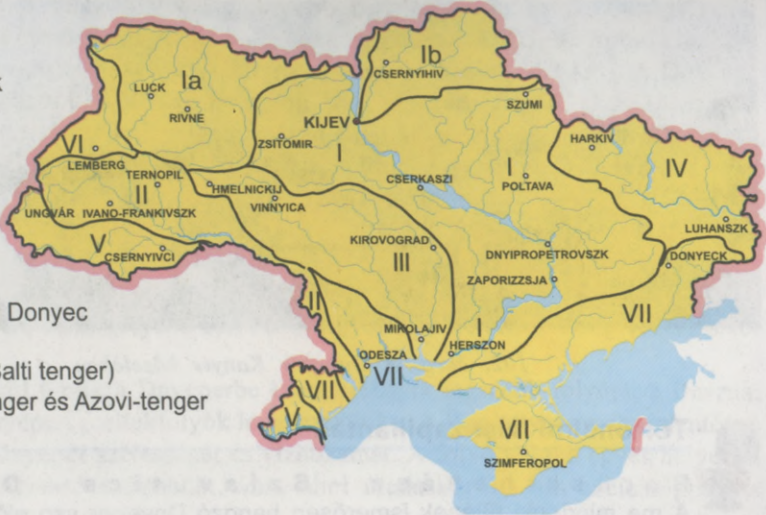 Ib
CSERNYIHIV
Ia
LUCK
RIVNE
SZUMI
KIJEV
HARKIV
VI
ZSITOMIR
I
IV
LEMBERG
TERNOPIL
I
CSERKASZI
POLTAVA
II
HMELNICKIJ
VINNYICA
UNGVÁR
IVANO-FRANKIVSZK
LUHANSZK
V
CSERNYIVCI
KIROVOGRAD
DNYIPROPETROVSZK
DONYECK
III
ZAPORIZZSJA
II
VII
Donyec
MIKOLAJIV
I
ODESZA
HERSZON
VII
VII
V
alti tenger)
ger és Azovi-tenger
VII
SZIMFEROPOL